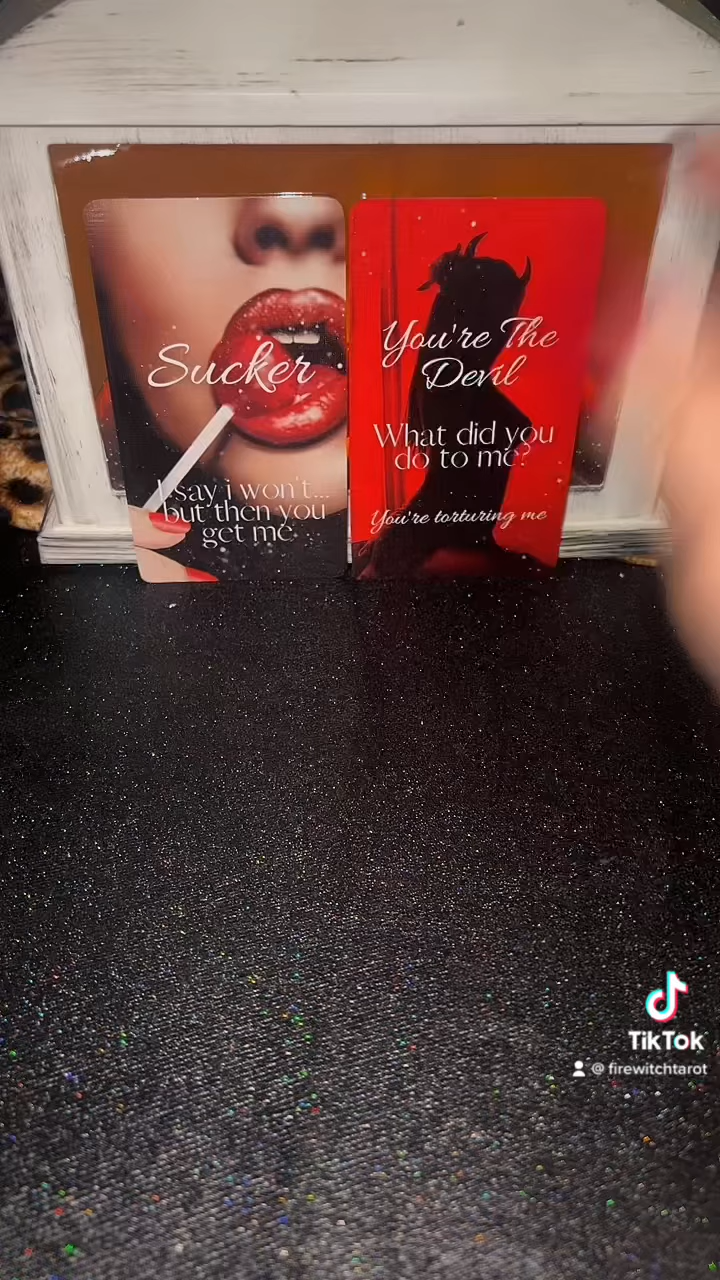 Sucker
I say i won't...
but then you
get me
You're The
Devil
What did you
do to me?
You're torturing me
TikTok
@ firewitchtarot